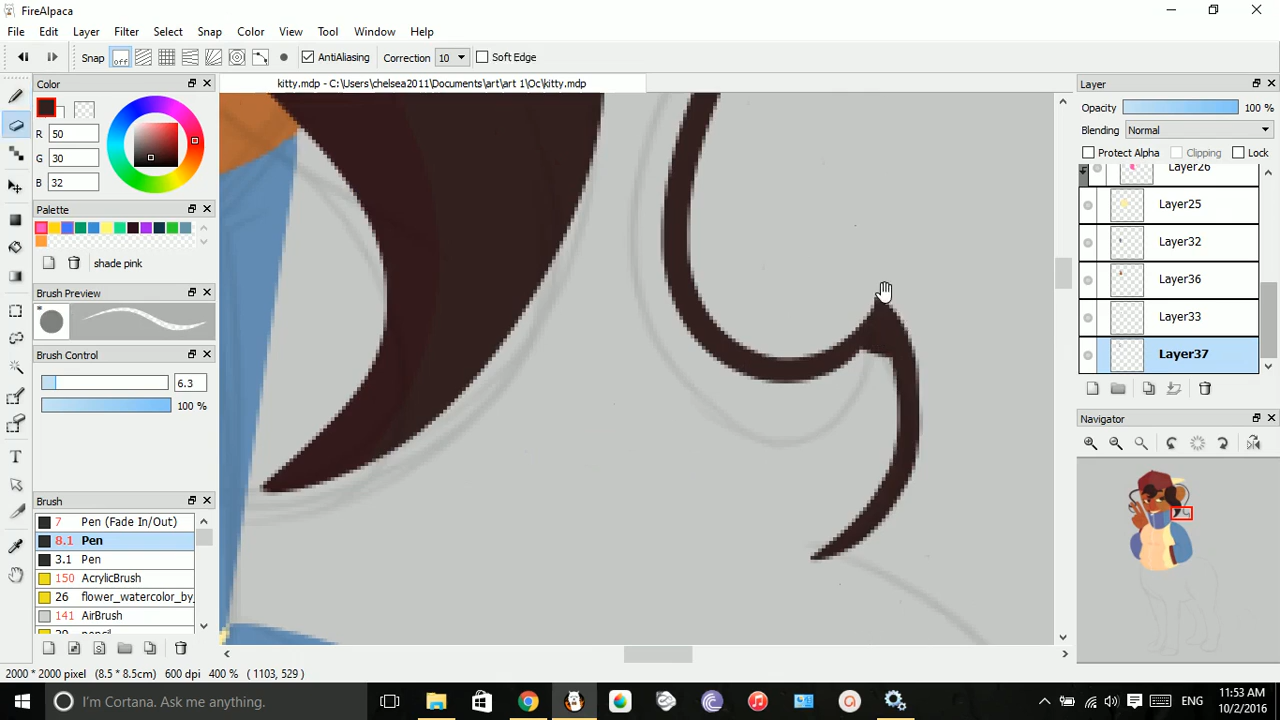 FireAlpaca
File Edit Layer Filter Select Snap Color View Tool Window Help
Snap off AntiAliasing Correction 10 Soft Edge
Color
kitty.mdp - C:\Users\chelsea2011\Documents\art\art 1\Oc\kitty.mdp
R 50
G 30
B 32
Palette
shade pink
Brush Preview
Brush Control
6.3
100 %
Brush
7 Pen (Fade In/Out)
8.1 Pen
3.1 Pen
150 AcrylicBrush
26 flower_watercolor_by_
141 AirBrush
Layer
Opacity 100 %
Blending Normal
Protect Alpha Clipping Lock
Layer26
Layer25
Layer32
Layer36
Layer33
Layer37
Navigator
2000 * 2000 pixel (8.5 * 8.5cm) 600 dpi 400 % ( 1103, 529 )
I'm Cortana. Ask me anything.
ENG
11:53 AM
10/2/2016